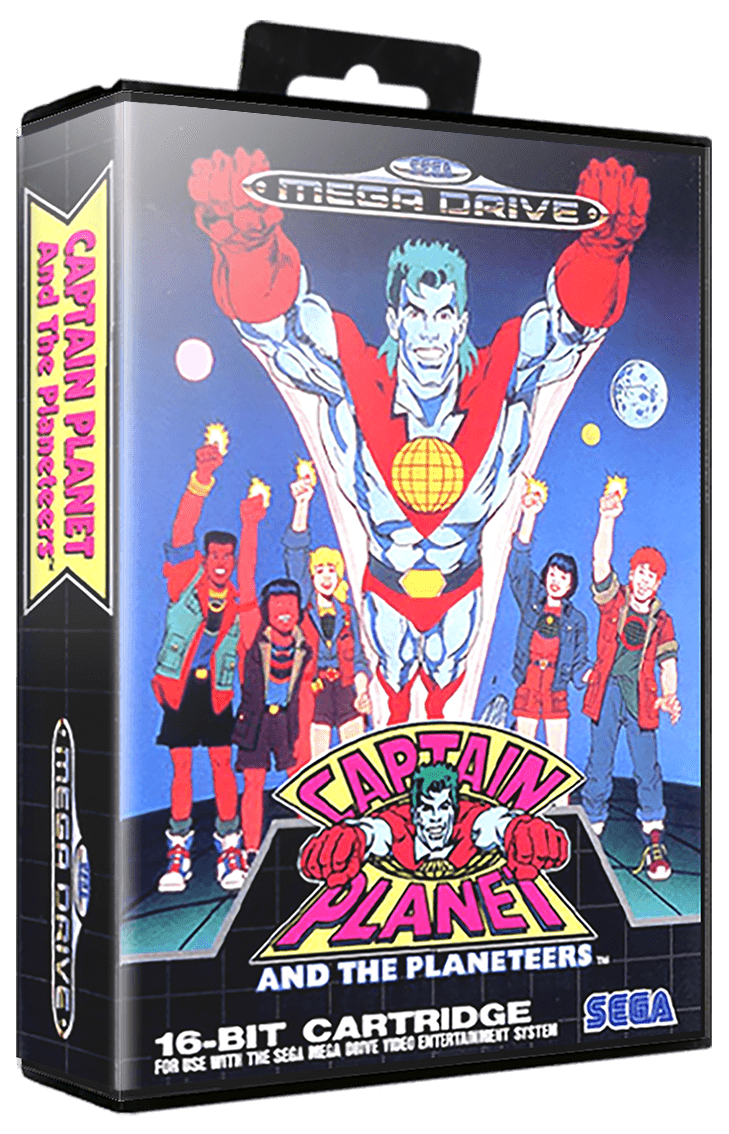 CAPTAIN PLANET
And The Planeteers™
SEGA
MEGA DRIVE
SEGA
MEGA DRIVE
CAPTAIN
PLANET
AND THE PLANETEERS™
16-BIT CARTRIDGE
FOR USE WITH THE SEGA MEGA DRIVE VIDEO ENTERTAINMENT SYSTEM
SEGA